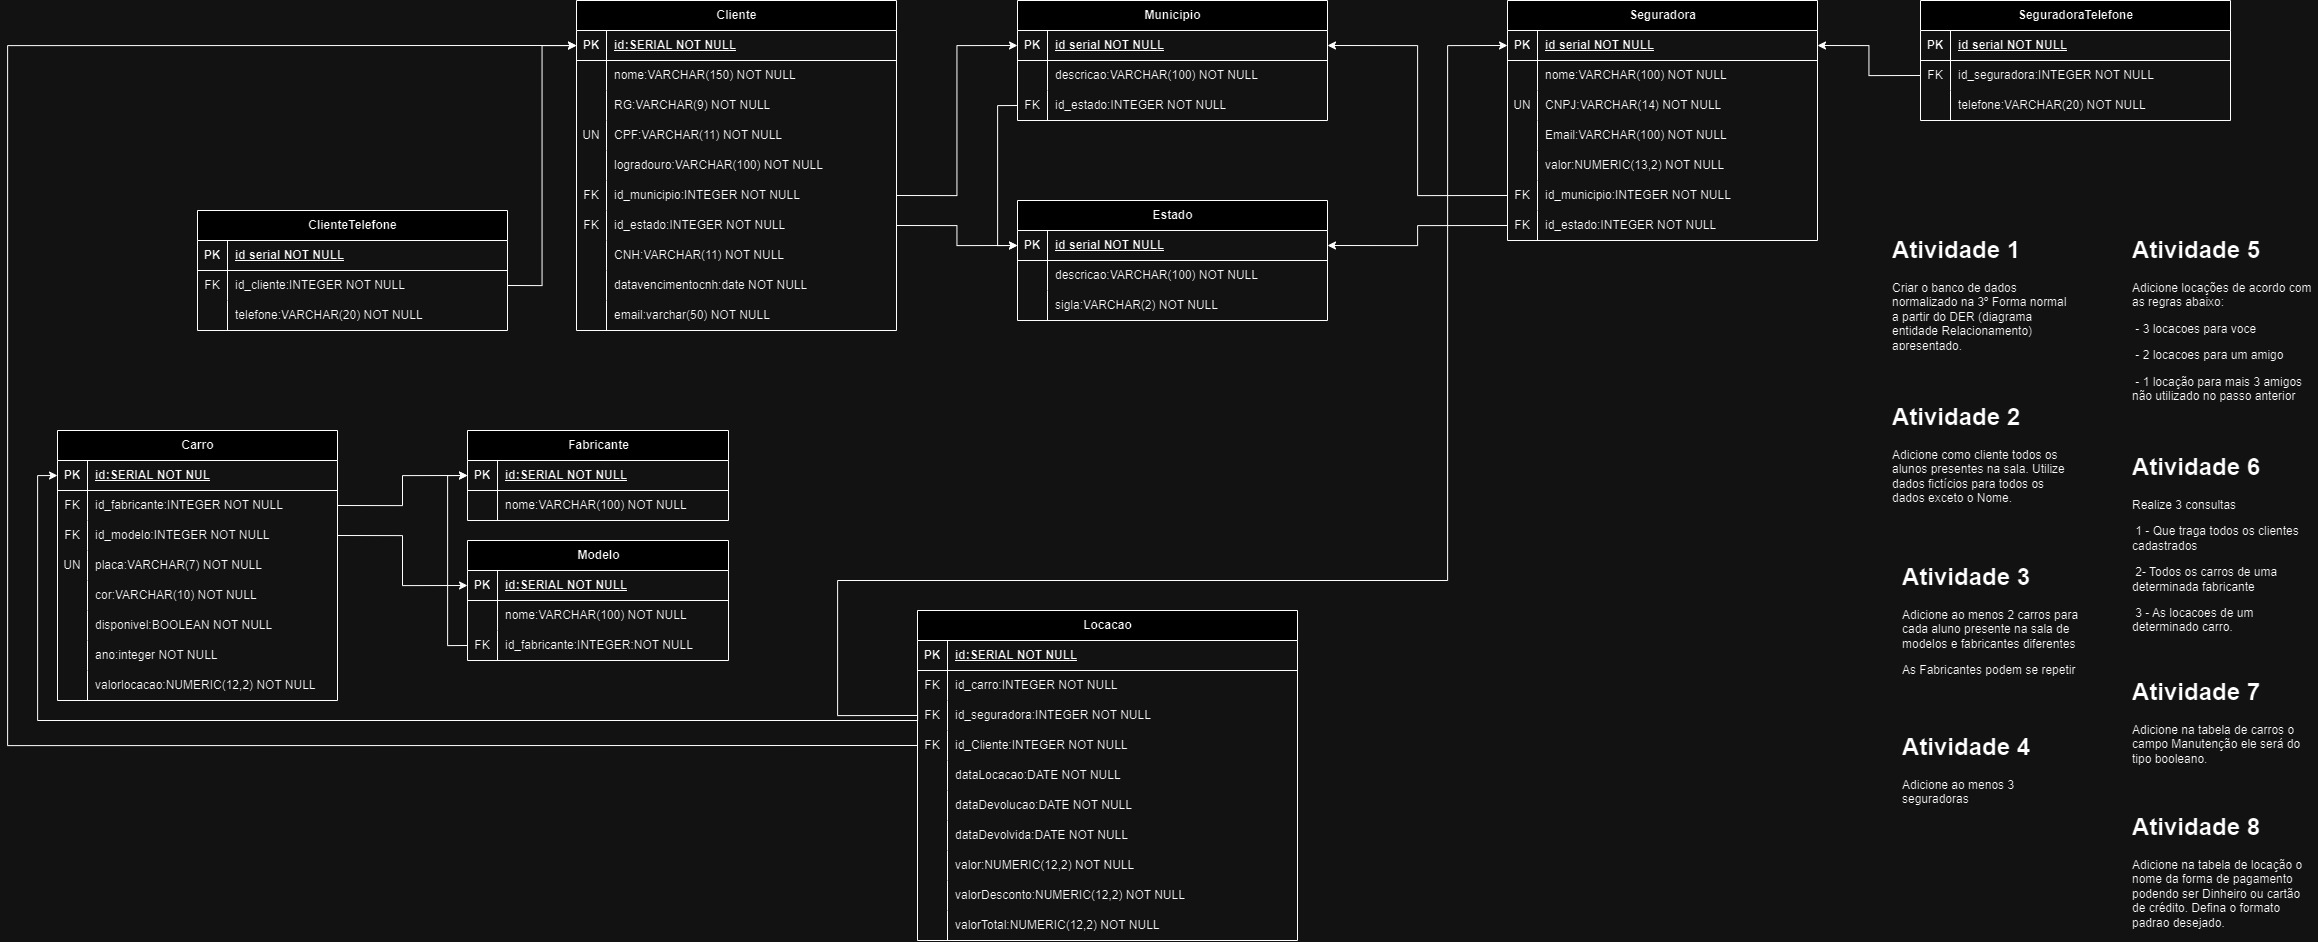 Cliente
PK id:SERIAL NOT NULL
nome:VARCHAR(150) NOT NULL
RG:VARCHAR(9) NOT NULL
UN CPF:VARCHAR(11) NOT NULL
logradouro:VARCHAR(100) NOT NULL
FK id_municipio:INTEGER NOT NULL
FK id_estado:INTEGER NOT NULL
CNH:VARCHAR(11) NOT NULL
datavencimentocnh:date NOT NULL
email:varchar(50) NOT NULL
Municipio
PK id serial NOT NULL
descricao:VARCHAR(100) NOT NULL
FK id_estado:INTEGER NOT NULL
Seguradora
PK id serial NOT NULL
nome:VARCHAR(100) NOT NULL
UN CNPJ:VARCHAR(14) NOT NULL
Email:VARCHAR(100) NOT NULL
valor:NUMERIC(13,2) NOT NULL
FK id_municipio:INTEGER NOT NULL
FK id_estado:INTEGER NOT NULL
SeguradoraTelefone
PK id serial NOT NULL
FK id_seguradora:INTEGER NOT NULL
telefone:VARCHAR(20) NOT NULL
ClienteTelefone
PK id serial NOT NULL
FK id_cliente:INTEGER NOT NULL
telefone:VARCHAR(20) NOT NULL
Estado
PK id serial NOT NULL
descricao:VARCHAR(100) NOT NULL
sigla:VARCHAR(2) NOT NULL
Carro
PK id:SERIAL NOT NUL
FK id_fabricante:INTEGER NOT NULL
FK id_modelo:INTEGER NOT NULL
UN placa:VARCHAR(7) NOT NULL
cor:VARCHAR(10) NOT NULL
disponivel:BOOLEAN NOT NULL
ano:integer NOT NULL
valorlocacao:NUMERIC(12,2) NOT NULL
Fabricante
PK id:SERIAL NOT NULL
nome:VARCHAR(100) NOT NULL
Modelo
PK id:SERIAL NOT NULL
nome:VARCHAR(100) NOT NULL
FK id_fabricante:INTEGER:NOT NULL
Locacao
PK id:SERIAL NOT NULL
FK id_carro:INTEGER NOT NULL
FK id_seguradora:INTEGER NOT NULL
FK id_Cliente:INTEGER NOT NULL
dataLocacao:DATE NOT NULL
dataDevolucao:DATE NOT NULL
dataDevolvida:DATE NOT NULL
valor:NUMERIC(12,2) NOT NULL
valorDesconto:NUMERIC(12,2) NOT NULL
valorTotal:NUMERIC(12,2) NOT NULL
Atividade 1
Criar o banco de dados
normalizado na 3º Forma normal
a partir do DER (diagrama
entidade Relacionamento)
apresentado.
Atividade 2
Adicione como cliente todos os
alunos presentes na sala. Utilize
dados fictícios para todos os
dados exceto o Nome.
Atividade 3
Adicione ao menos 2 carros para
cada aluno presente na sala de
modelos e fabricantes diferentes
As Fabricantes podem se repetir
Atividade 4
Adicione ao menos 3
seguradoras
Atividade 5
Adicione locações de acordo com
as regras abaixo:
- 3 locacoes para voce
- 2 locacoes para um amigo
- 1 locação para mais 3 amigos
não utilizado no passo anterior
Atividade 6
Realize 3 consultas
1 - Que traga todos os clientes
cadastrados
2- Todos os carros de uma
determinada fabricante
3 - As locacoes de um
determinado carro.
Atividade 7
Adicione na tabela de carros o
campo Manutenção ele será do
tipo booleano.
Atividade 8
Adicione na tabela de locação o
nome da forma de pagamento
podendo ser Dinheiro ou cartão
de crédito. Defina o formato
padrao desejado.